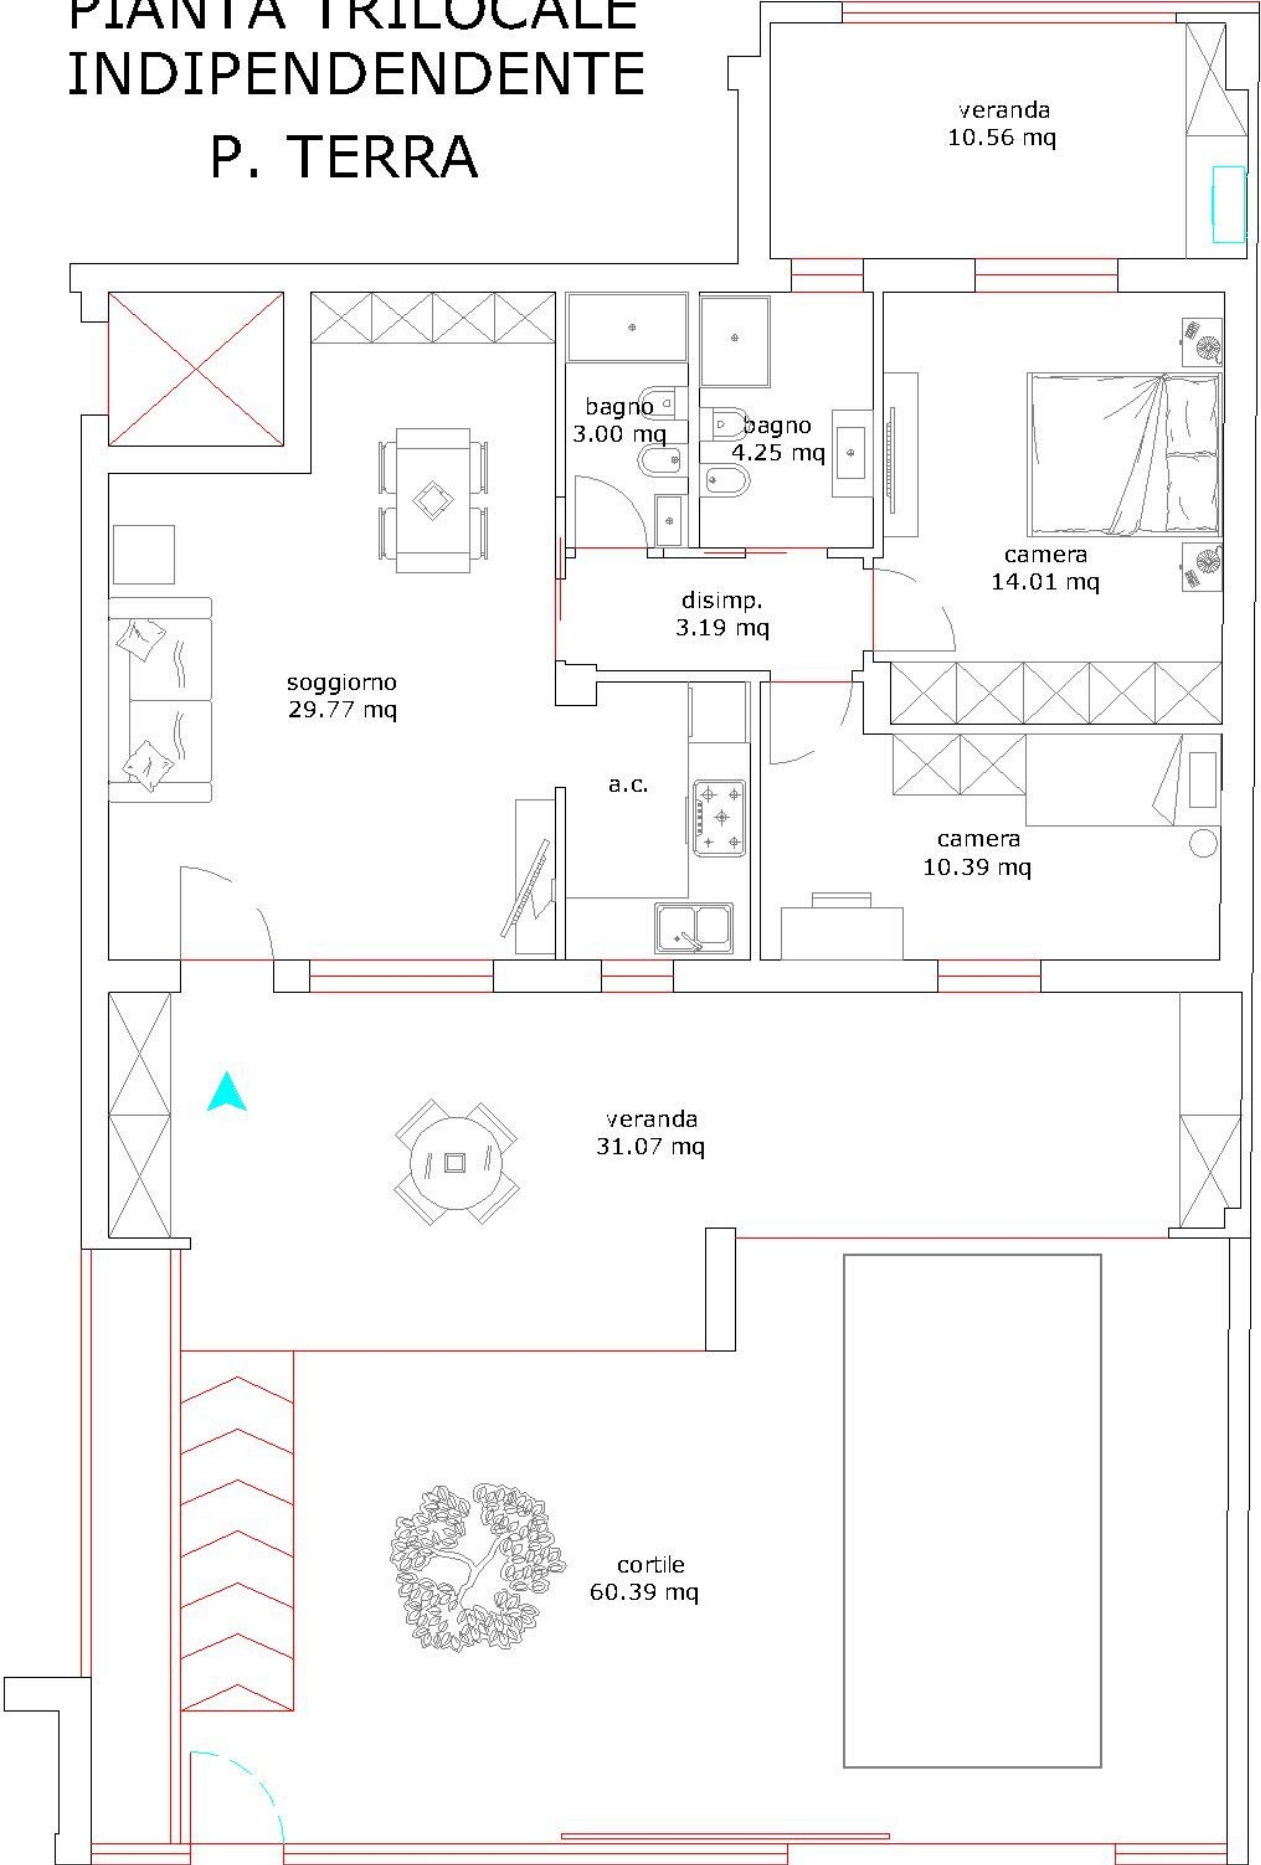 PIANTA TRILOCALE
INDIPENDENTE
P. TERRA
veranda
10.56 mq
bagno
3.00 mq
bagno
4.25 mq
camera
14.01 mq
disimp.
3.19 mq
soggiorno
29.77 mq
a.c.
camera
10.39 mq
veranda
31.07 mq
cortile
60.39 mq